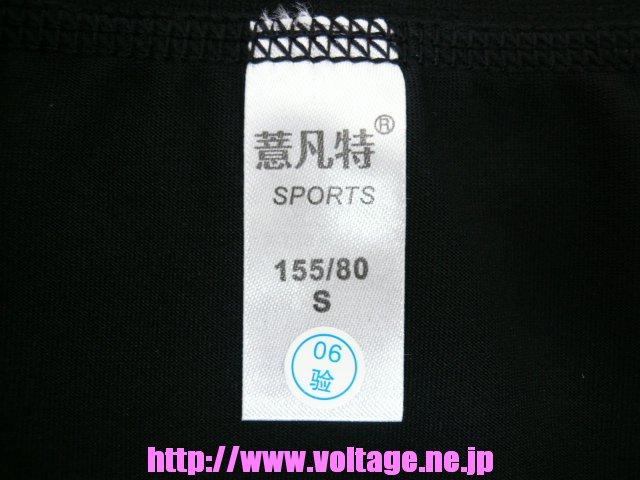 薏凡特®
SPORTS
155/80
S
06
验
http://www.voltage.ne.jp